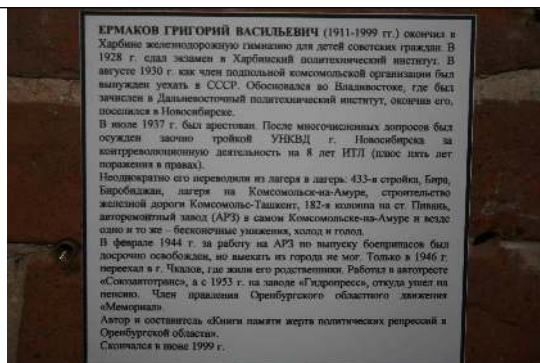 ЕРМАКОВ ГРИГОРИЙ ВАСИЛЬЕВИЧ (1911-1999 гг.) окончил в
Харбине железнодорожную гимназию для детей советских граждан. В
1928 г. сдал экзамен в Харбинский политехнический институт. В
августе 1930 г. как член подпольной комсомольской организации был
вынужден уехать в СССР. Обосновался во Владивостоке, где был
зачислен в Дальневосточный политехнический институт, окончив его,
поселился в Новосибирске.
В июле 1937 г. был арестован. После многочисленных допросов был
осужден заочно тройкой УНКВД г. Новосибирска за
контрреволюционную деятельность на 8 лет ИТЛ (плюс пять лет
поражения в правах).
Неоднократно его переводили из лагеря в лагерь: 433-я стройка, Бира,
Биробиджан, лагеря на Комсомольск-на-Амуре, строительство
железной дороги Комсомольс-Ташкент, 182-я колонна на ст. Пивань,
авторемонтный завод (АРЗ) в самом Комсомольске-на-Амуре и везде
одно и то же – бесконечные унижения, холод и голод.
В феврале 1944 г. за работу на АРЗ по выпуску боеприпасов был
досрочно освобожден, но выехать из города не мог. Только в 1946 г.
переехал в г. Чкалов, где жили его родственники. Работал в автотресте
«Союзавтотранс», а с 1953 г. на заводе «Гидропресс», откуда ушел на
пенсию. Член правления Оренбургского областного движения
«Мемориал».
Автор и составитель «Книги памяти жертв политических репрессий в
Оренбургской области».
Скончался в июне 1999 г.